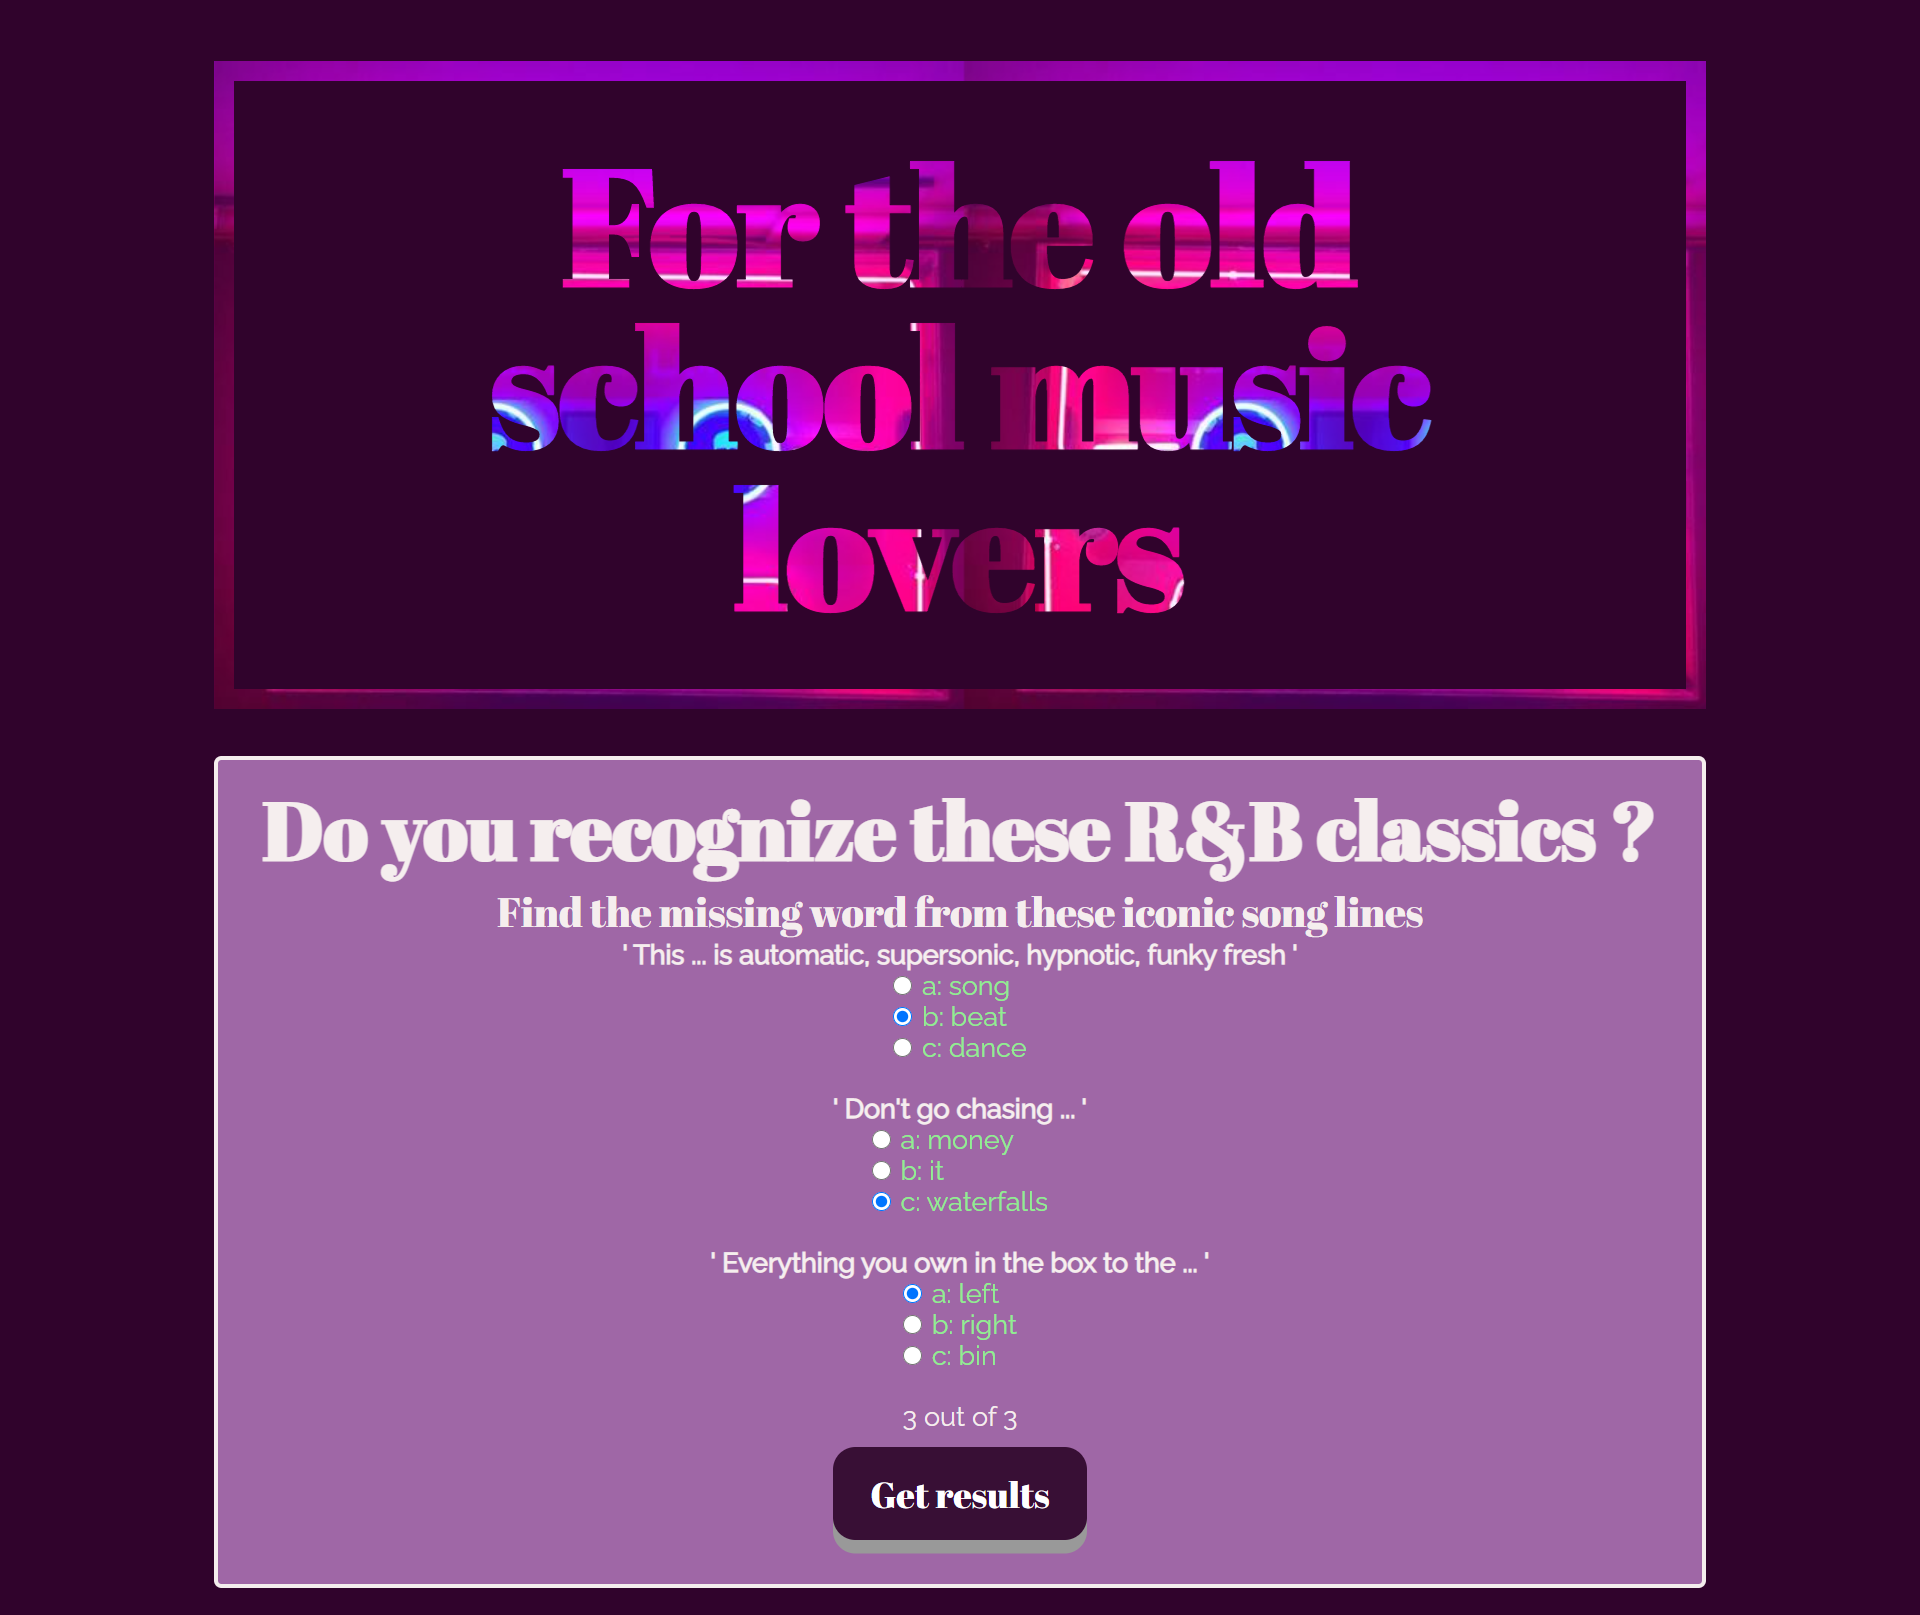 For the old
school music
lovers
Do you recognize these R&B classics ?
Find the missing word from these iconic song lines
' This ... is automatic, supersonic, hypnotic, funky fresh '
a: song
b: beat
c: dance
' Don't go chasing ... '
a: money
b: it
c: waterfalls
' Everything you own in the box to the ... '
a: left
b: right
c: bin
3 out of 3
Get results